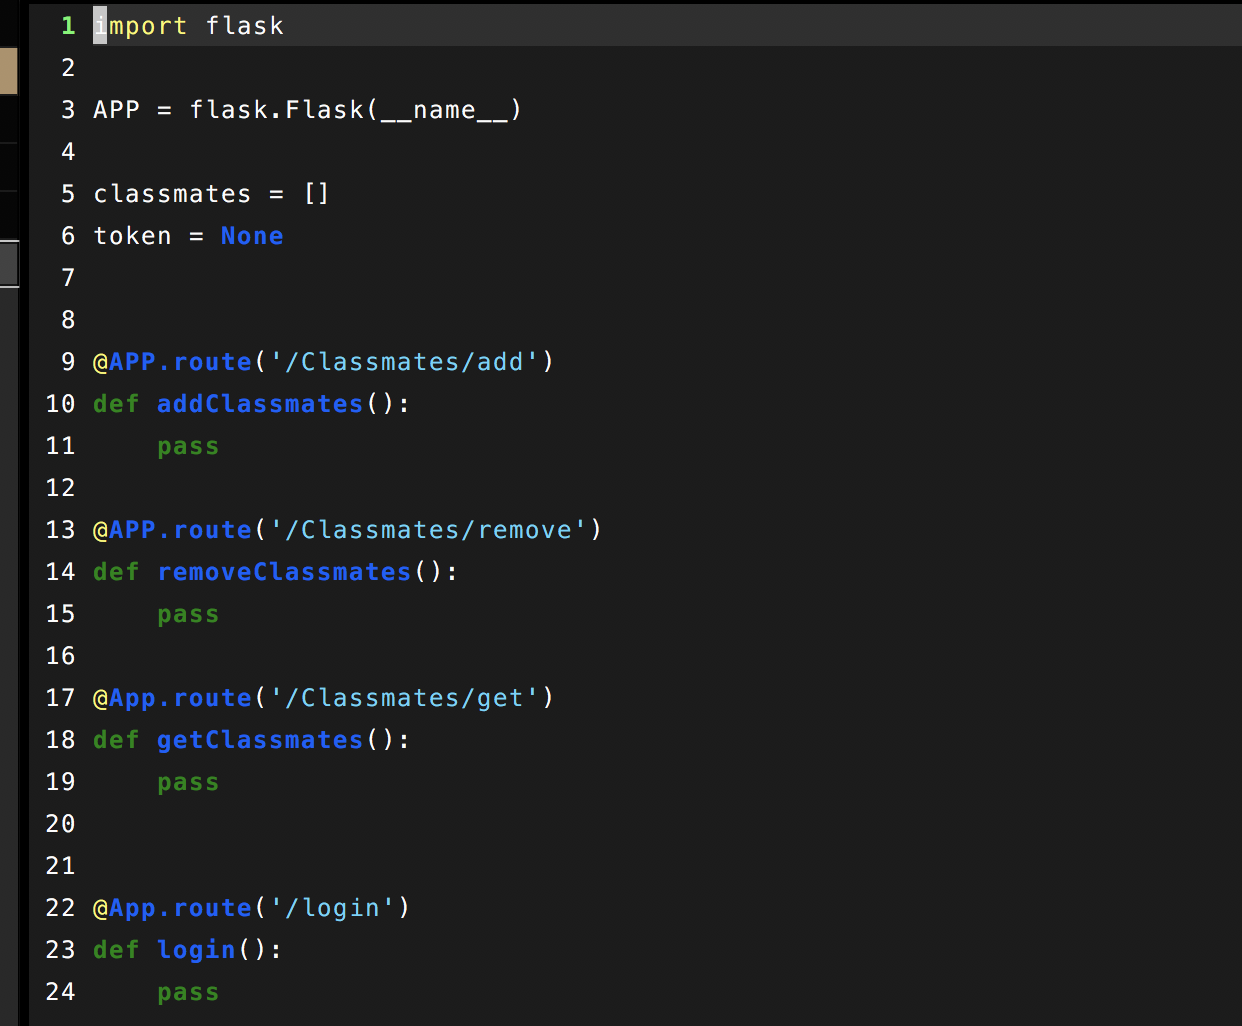 1 import flask
2
3 APP = flask.Flask(__name__)
4
5 classmates = []
6 token = None
7
8
9 @APP.route('/Classmates/add')
10 def addClassmates():
11     pass
12
13 @APP.route('/Classmates/remove')
14 def removeClassmates():
15     pass
16
17 @App.route('/Classmates/get')
18 def getClassmates():
19     pass
20
21
22 @App.route('/login')
23 def login():
24     pass